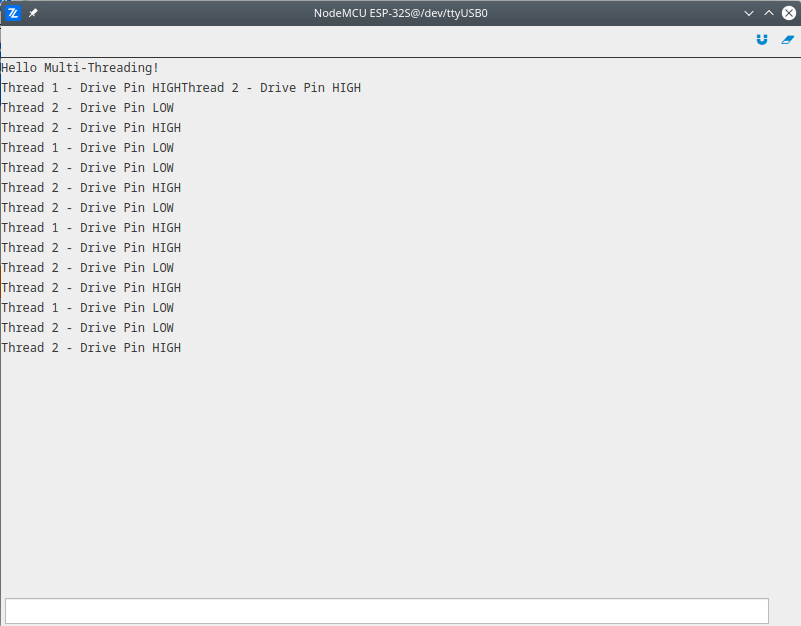 NodeMCU ESP-32S@/dev/ttyUSB0
Hello Multi-Threading!
Thread 1 - Drive Pin HIGHThread 2 - Drive Pin HIGH
Thread 2 - Drive Pin LOW
Thread 2 - Drive Pin HIGH
Thread 1 - Drive Pin LOW
Thread 2 - Drive Pin LOW
Thread 2 - Drive Pin HIGH
Thread 2 - Drive Pin LOW
Thread 1 - Drive Pin HIGH
Thread 2 - Drive Pin HIGH
Thread 2 - Drive Pin LOW
Thread 2 - Drive Pin HIGH
Thread 1 - Drive Pin LOW
Thread 2 - Drive Pin LOW
Thread 2 - Drive Pin HIGH